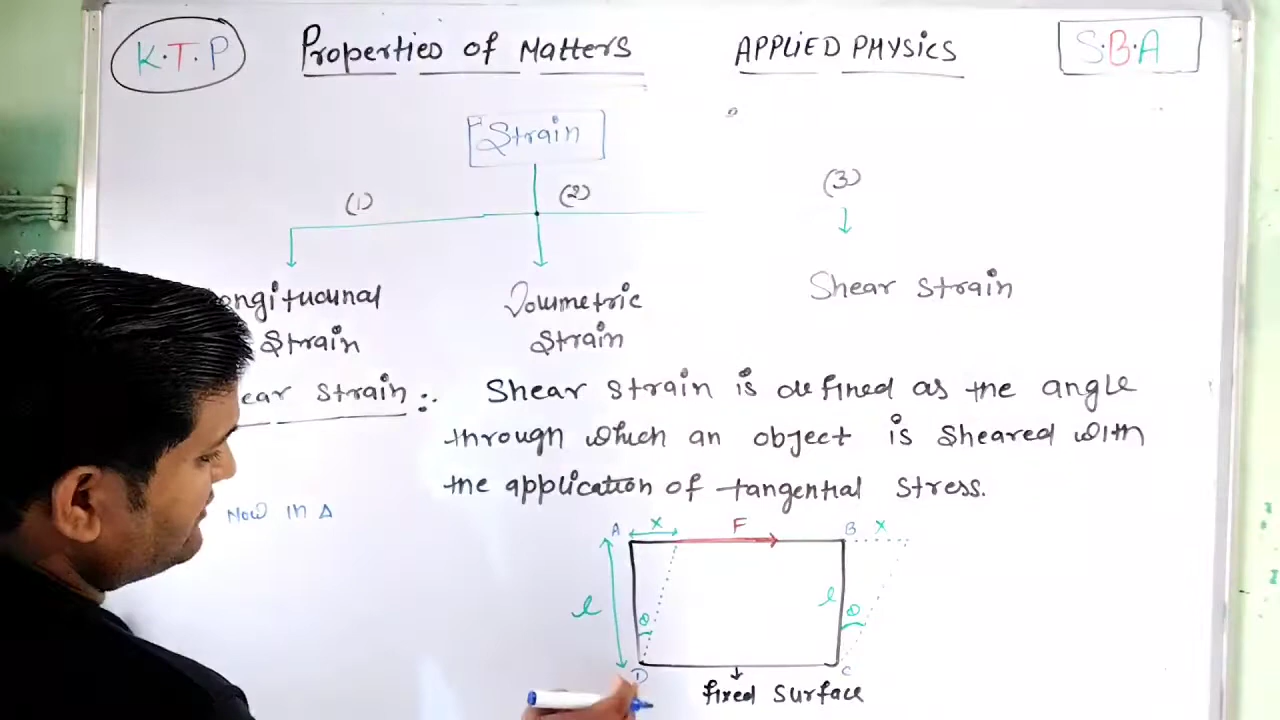 K.T.P Properties of Matters APPLIED PHYSICS S.B.A
Strain
(1) (2) (3)
ongitudinal Volumetric Shear Strain
Strain Strain
ear Strain :. Shear Strain is defined as the angle
through which an object is sheared with
the application of tangential stress.
Now in Δ
A x F B x
l θ l θ
D C
fixed surface